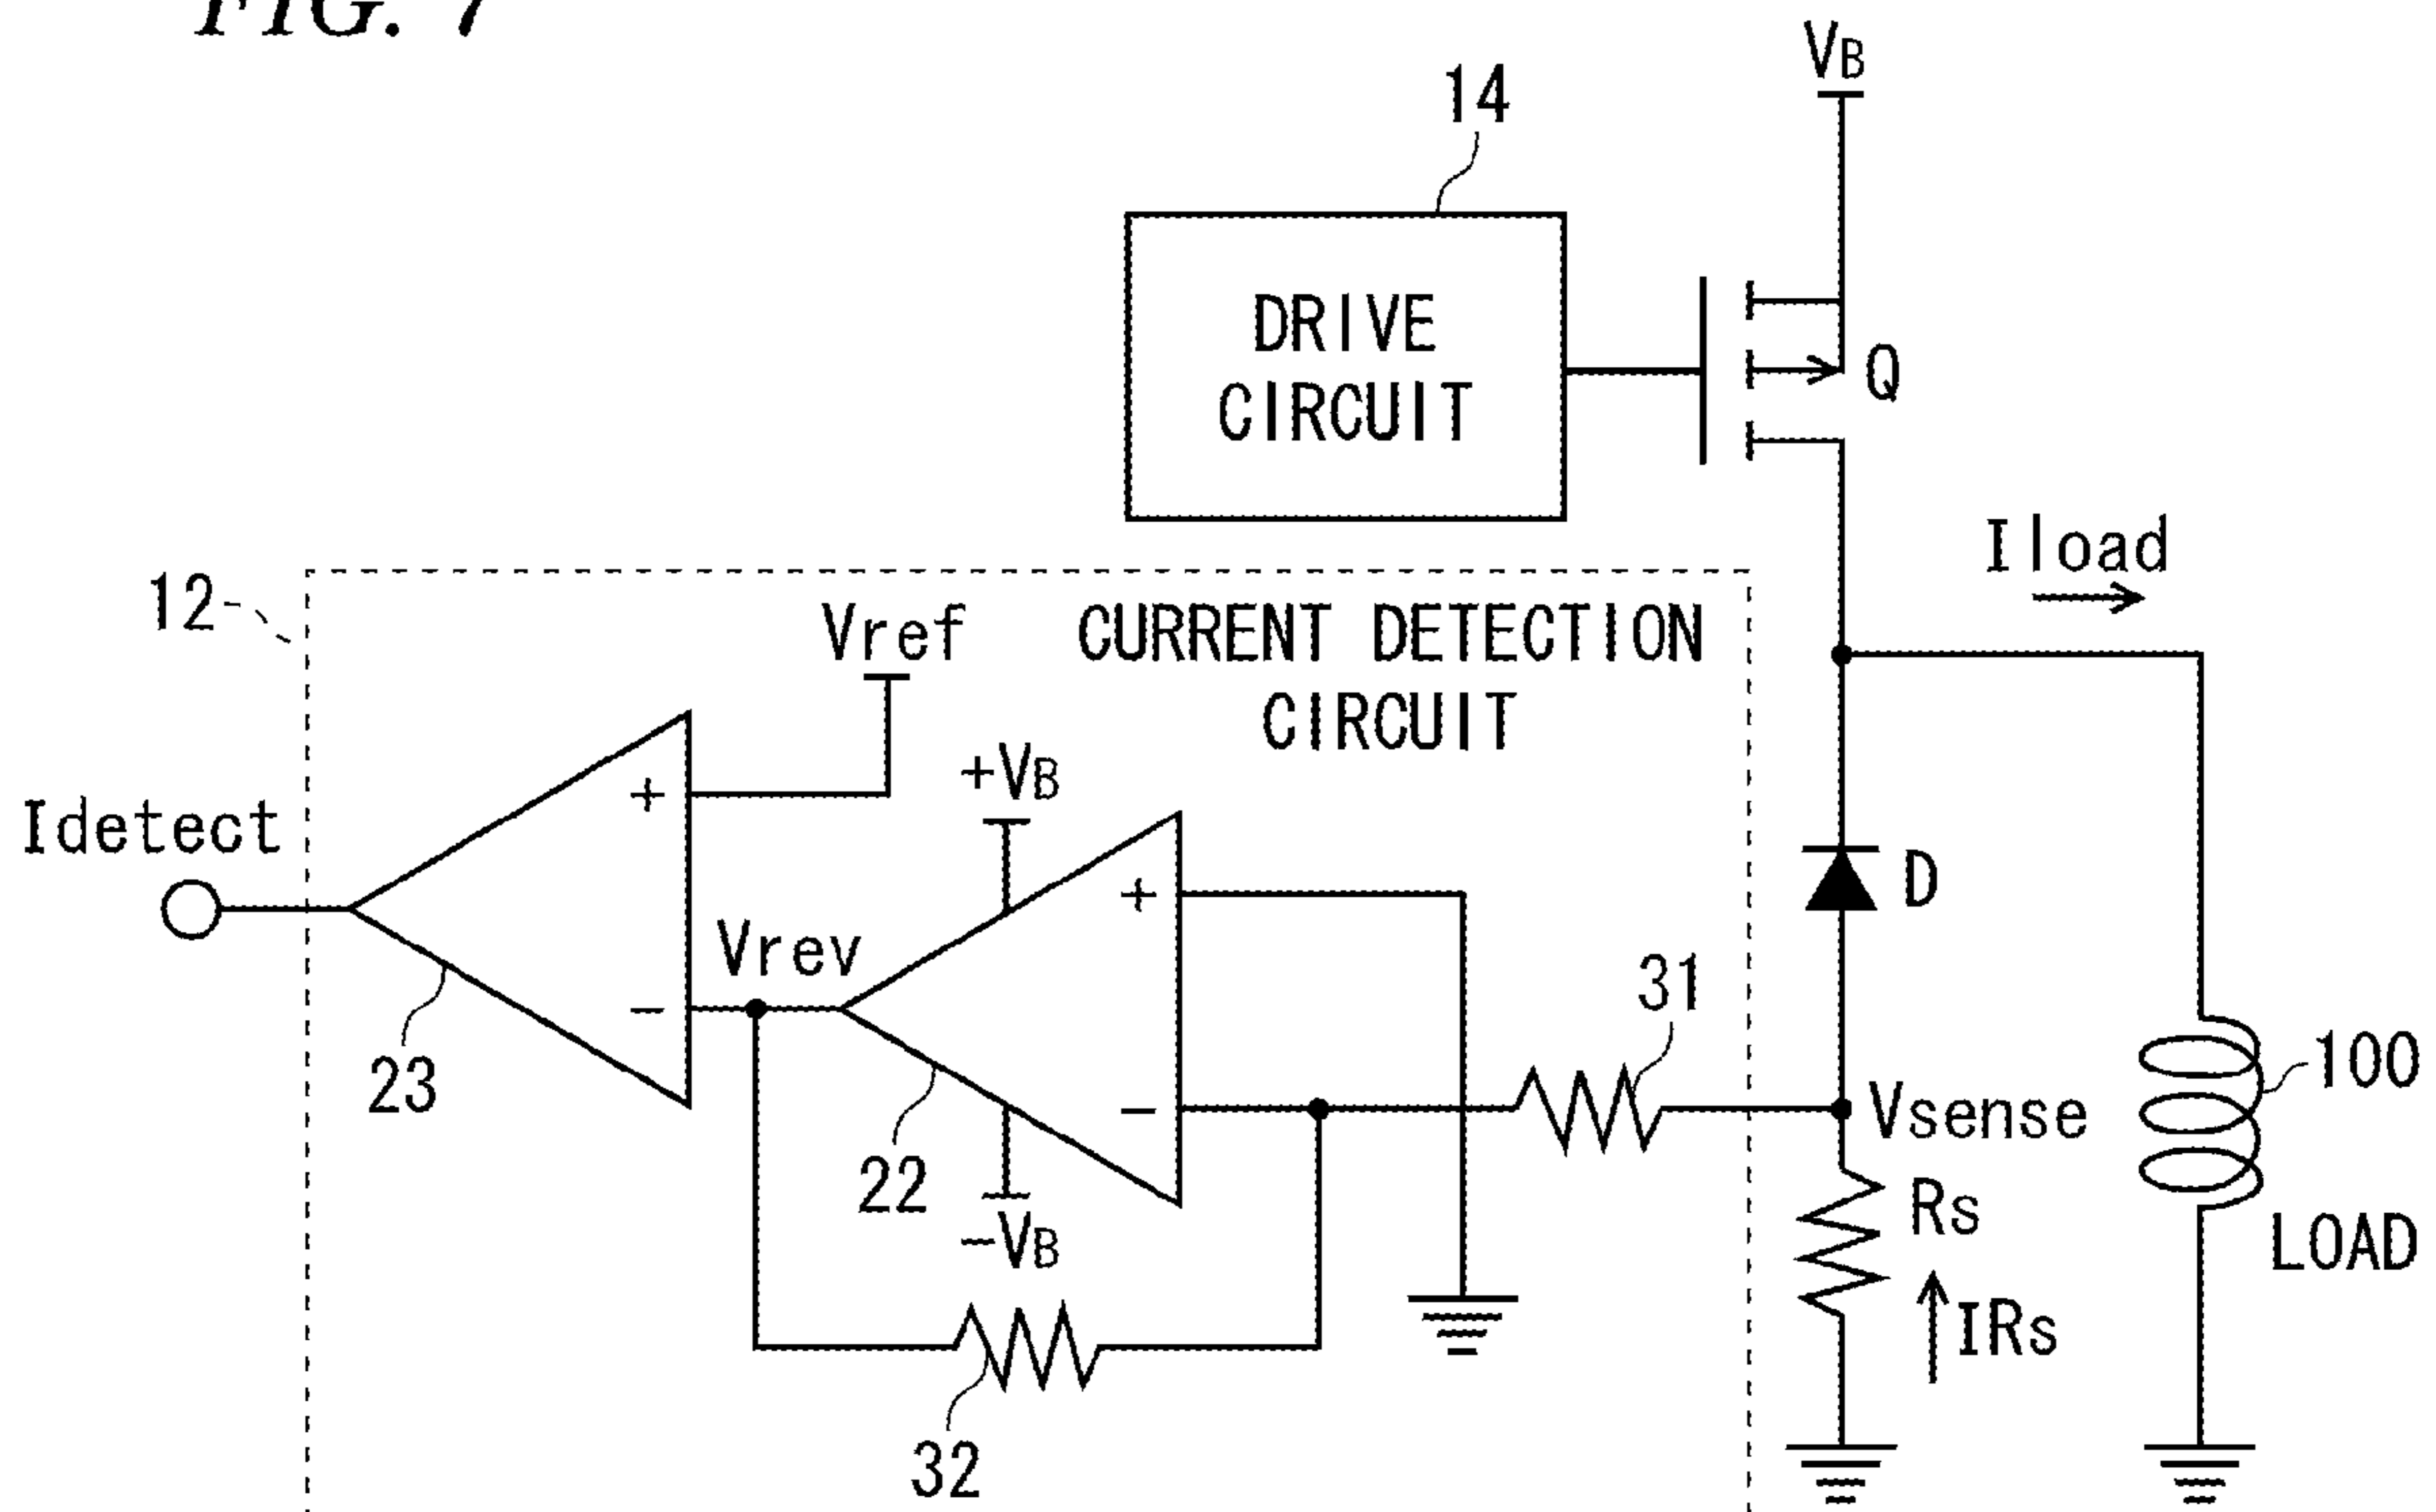 FIG. 7
VB
14
DRIVE
CIRCUIT
Q
Iload
12
Vref
CURRENT DETECTION
CIRCUIT
+VB
Idetect
+
+
D
Vrev
31
−
−
23
22
100
Vsense
Rs
−VB
LOAD
IRs
32